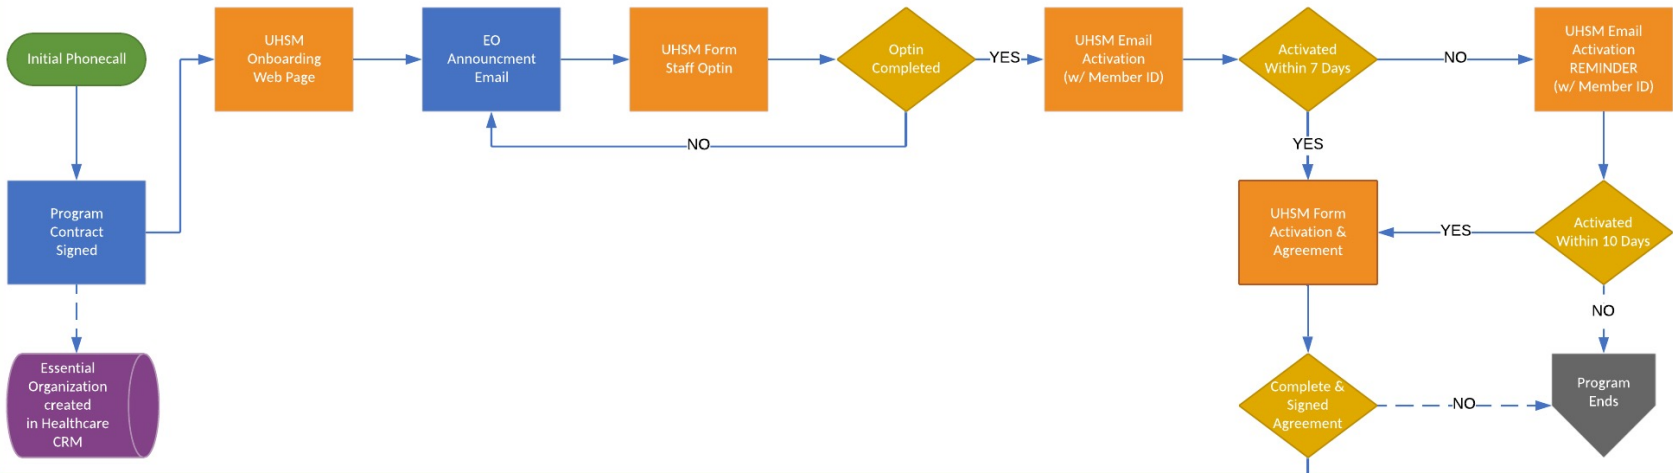 Initial Phonecall
UHSM
Onboarding
Web Page
EO
Announcment
Email
UHSM Form
Staff Optin
Optin
Completed
YES
UHSM Email
Activation
(w/ Member ID)
Activated
Within 7 Days
NO
UHSM Email
Activation
REMINDER
(w/ Member ID)
NO
YES
Program
Contract
Signed
UHSM Form
Activation &
Agreement
YES
Activated
Within 10 Days
NO
Essential
Organization
created
in Healthcare
CRM
Complete &
Signed
Agreement
NO
Program
Ends